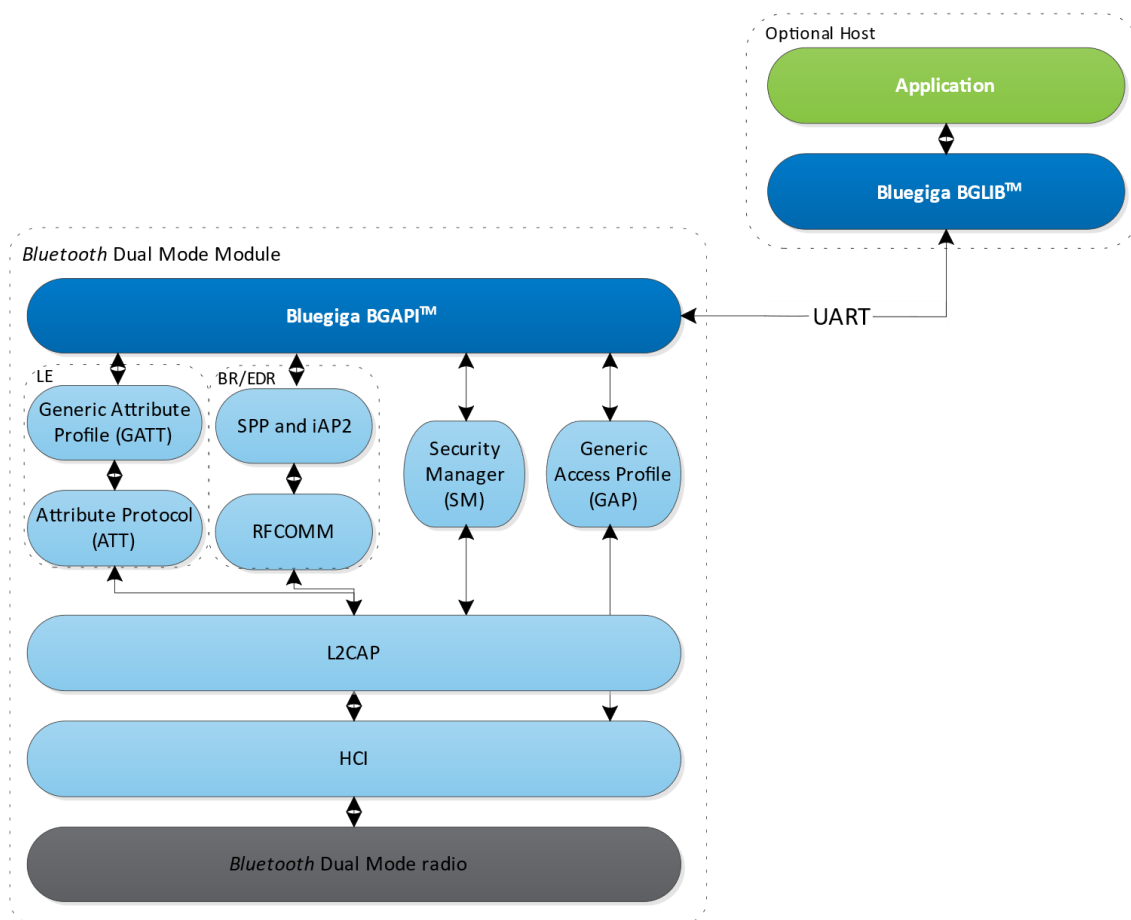 Optional Host
Application
Bluegiga BGLIB™
Bluetooth Dual Mode Module
Bluegiga BGAPI™
UART
LE
BR/EDR
Generic Attribute
Profile (GATT)
SPP and iAP2
Security
Manager
(SM)
Generic
Access Profile
(GAP)
Attribute Protocol
(ATT)
RFCOMM
L2CAP
HCI
Bluetooth Dual Mode radio